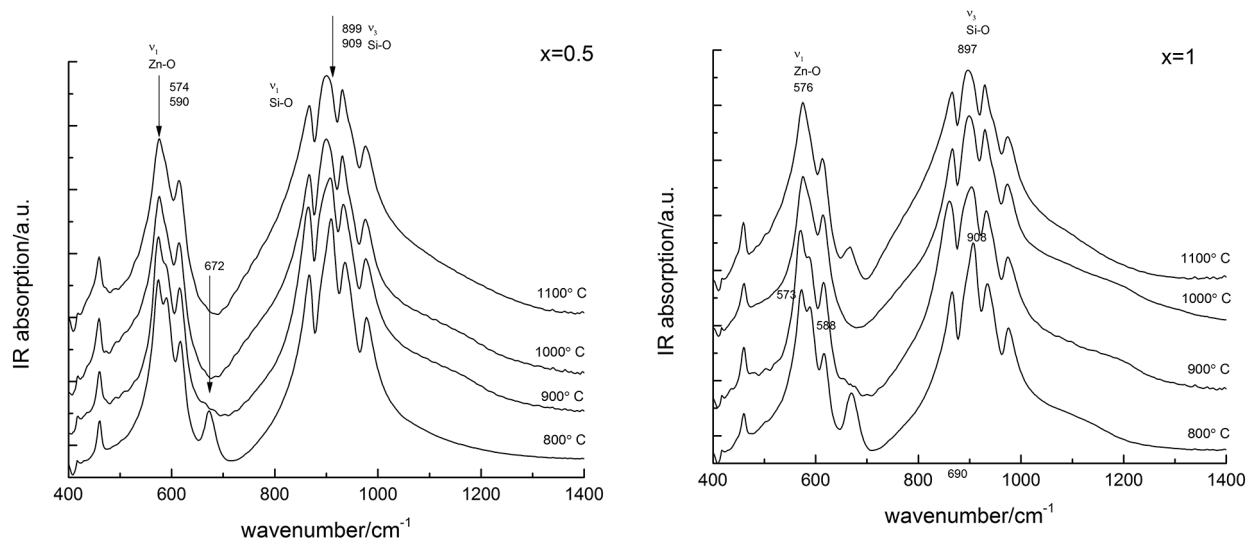 899 ν3
909 Si-O
x=0.5
ν1
Zn-O
574
590
ν1
Si-O
672
1100° C
1000° C
900° C
800° C
IR absorption/a.u.
400 600 800 1000 1200 1400
wavenumber/cm-1
ν3
Si-O
897
x=1
ν1
Zn-O
576
908
573
588
1100° C
1000° C
900° C
800° C
IR absorption/a.u.
690
400 600 800 1000 1200 1400
wavenumber/cm-1